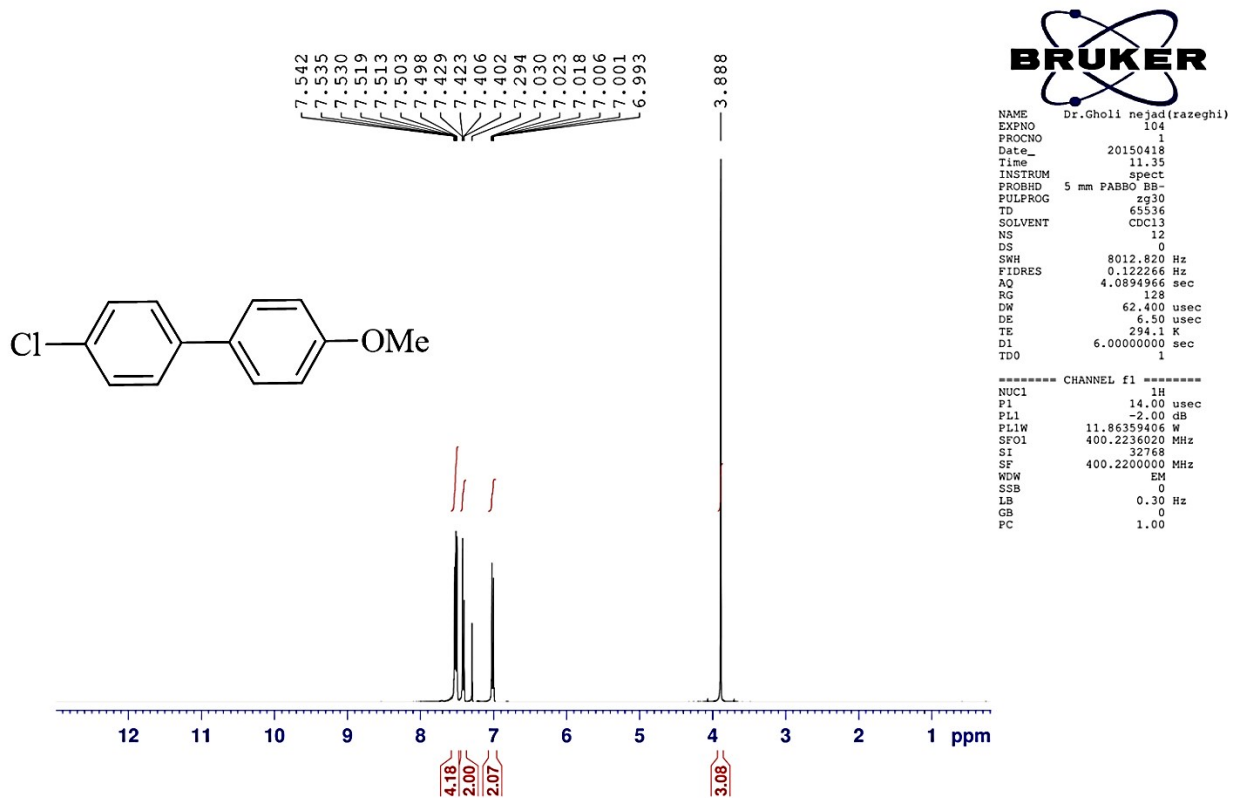 7.542
7.535
7.530
7.519
7.513
7.503
7.498
7.429
7.423
7.406
7.402
7.294
7.030
7.023
7.018
7.006
7.001
6.993
3.888
BRUKER
NAME Dr.Gholi nejad(razeghi)
EXPNO 104
PROCNO 1
Date_ 20150418
Time 11.35
INSTRUM spect
PROBHD 5 mm PABBO BB-
PULPROG zg30
TD 65536
SOLVENT CDCl3
NS 12
DS 0
SWH 8012.820 Hz
FIDRES 0.122266 Hz
AQ 4.0894966 sec
RG 128
DW 62.400 usec
DE 6.50 usec
TE 294.1 K
D1 6.00000000 sec
TD0 1
======== CHANNEL f1 ========
NUC1 1H
P1 14.00 usec
PL1 -2.00 dB
PL1W 11.86359406 W
SFO1 400.2236020 MHz
SI 32768
SF 400.2200000 MHz
WDW EM
SSB 0
LB 0.30 Hz
GB 0
PC 1.00
Cl OMe
12 11 10 9 8 7 6 5 4 3 2 1 ppm
4.18
2.00
2.07
3.08